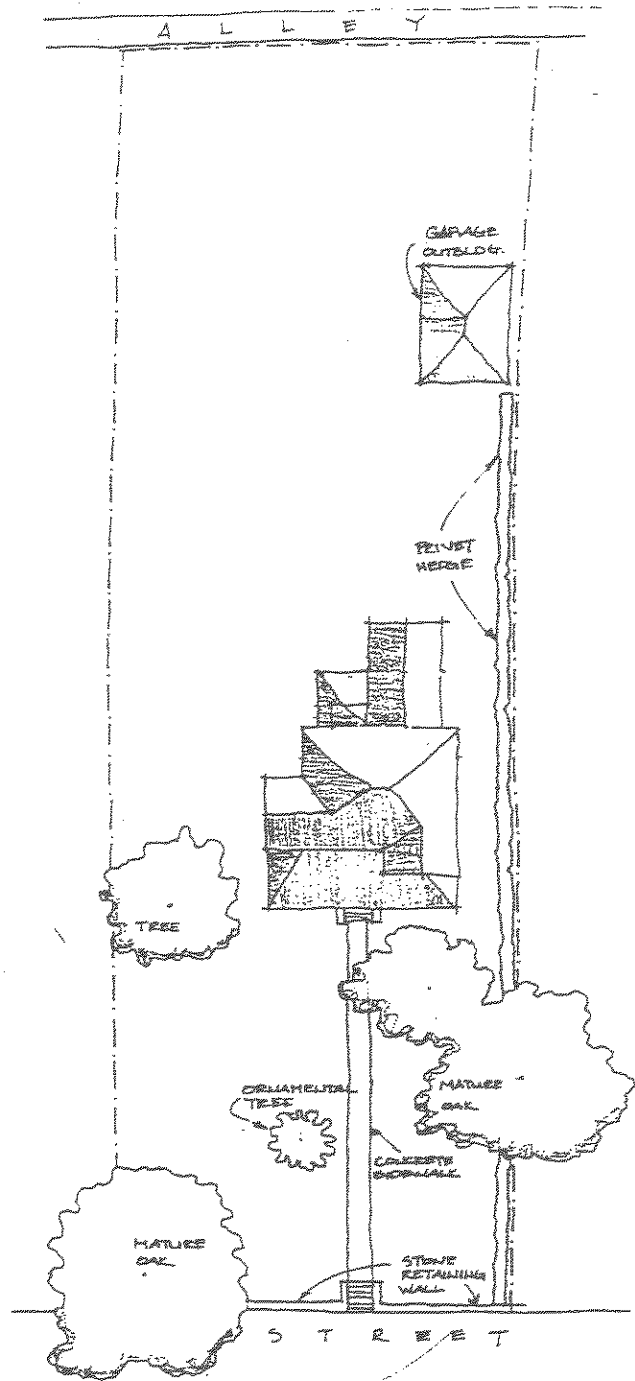 ALLEY
GARAGE
OUTBLDG.
PRIVET
HEDGE
TREE
ORNAMENTAL
TREE
MATURE
OAK
CONCRETE
SIDEWALK
MATURE
OAK
STONE
RETAINING
WALL
STREET